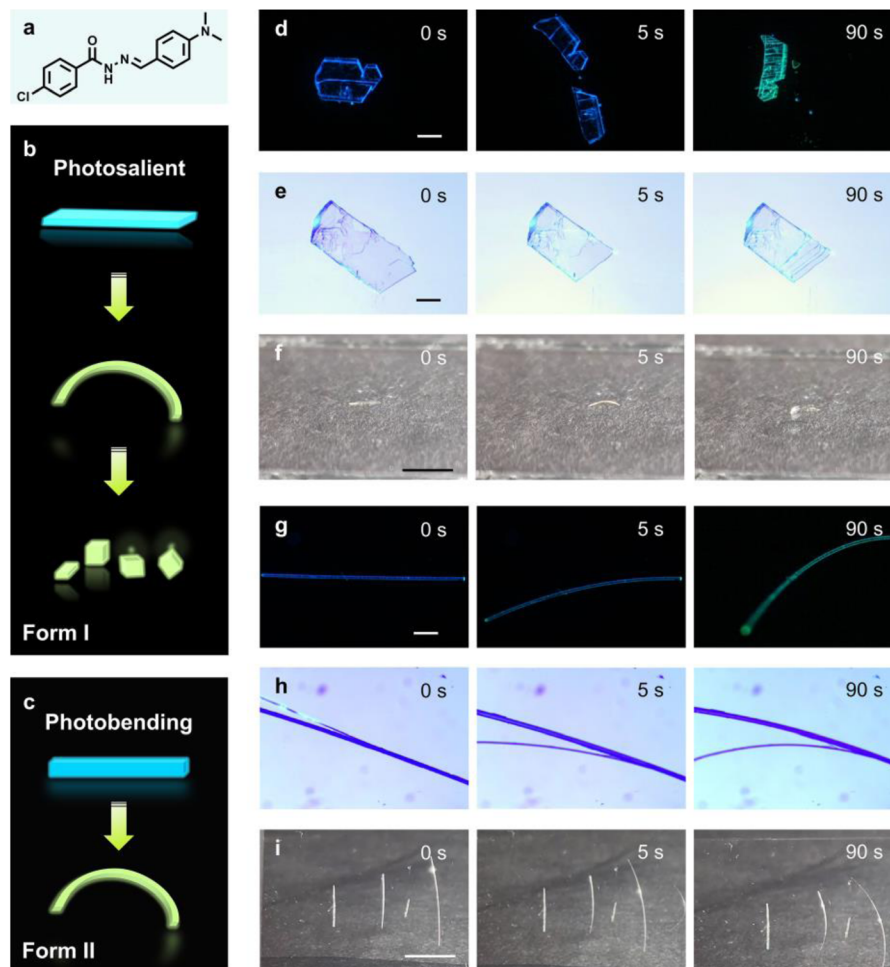 a
O
N
N
N
H
Cl
b
Photosalient
Form I
c
Photobending
Form II
d
0 s
5 s
90 s
e
0 s
5 s
90 s
f
0 s
5 s
90 s
g
0 s
5 s
90 s
h
0 s
5 s
90 s
i
0 s
5 s
90 s